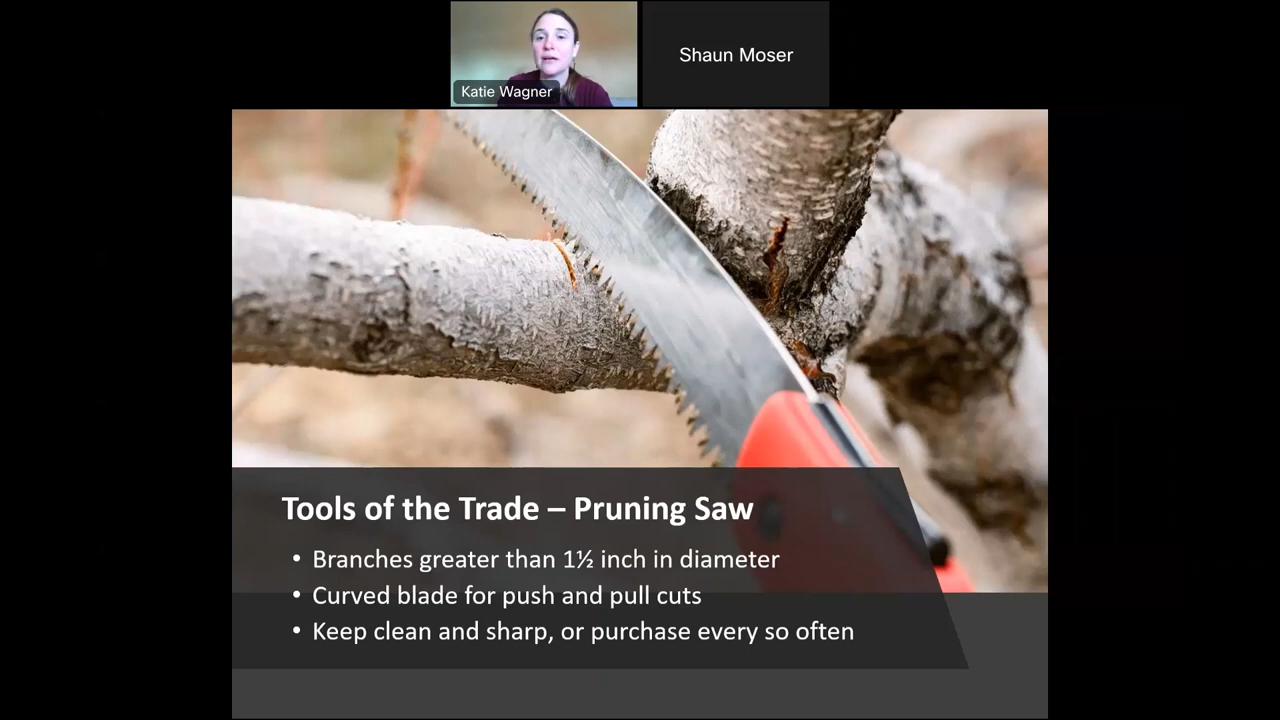 Katie Wagner
Shaun Moser
Tools of the Trade – Pruning Saw
• Branches greater than 1½ inch in diameter
• Curved blade for push and pull cuts
• Keep clean and sharp, or purchase every so often